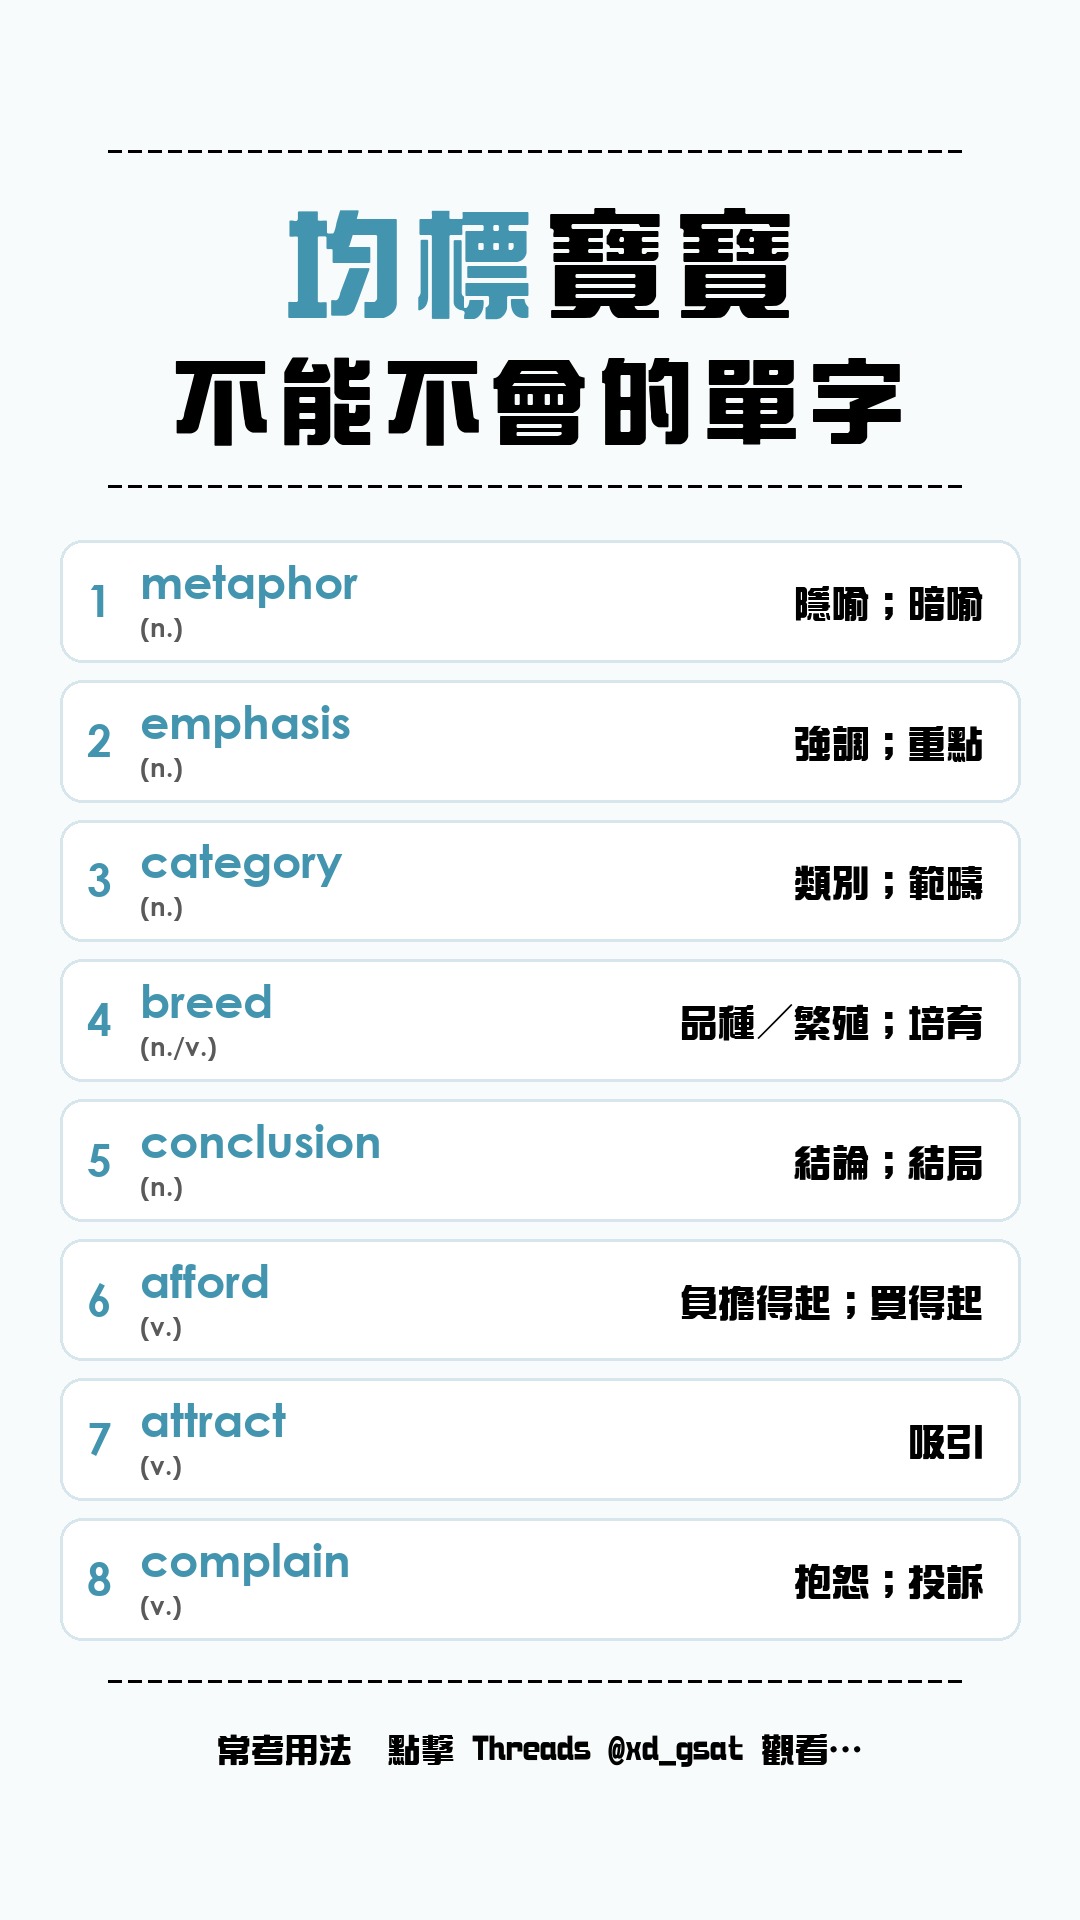 均標寶寶
不能不會的單字
1 metaphor (n.) 隱喻；暗喻
2 emphasis (n.) 強調；重點
3 category (n.) 類別；範疇
4 breed (n./v.) 品種／繁殖；培育
5 conclusion (n.) 結論；結局
6 afford (v.) 負擔得起；買得起
7 attract (v.) 吸引
8 complain (v.) 抱怨；投訴
常考用法　點擊 Threads @xd_gsat 觀看…